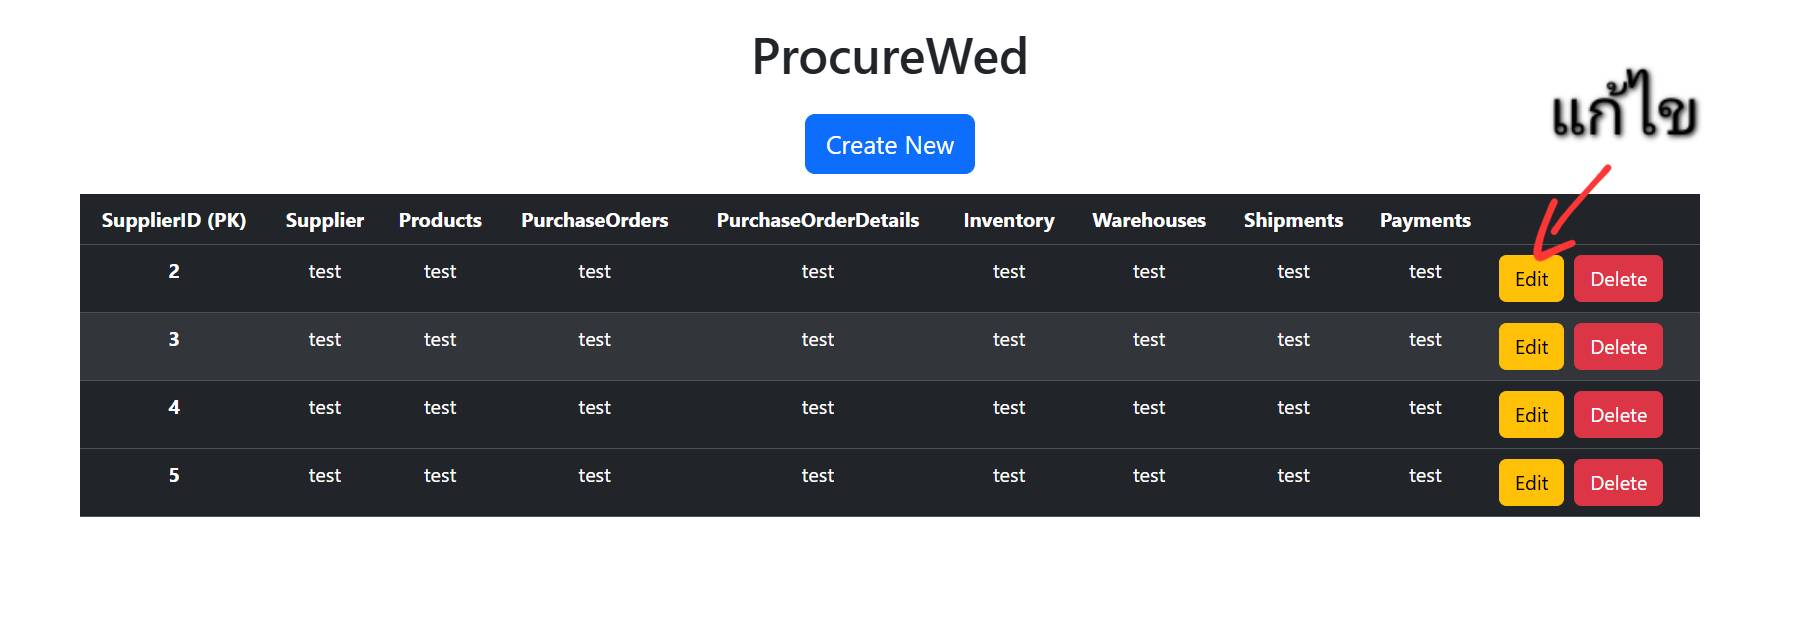 ProcureWed
แก้ไข
Create New
SupplierID (PK) Supplier Products PurchaseOrders PurchaseOrderDetails Inventory Warehouses Shipments Payments
2 test test test test test test test test Edit Delete
3 test test test test test test test test Edit Delete
4 test test test test test test test test Edit Delete
5 test test test test test test test test Edit Delete